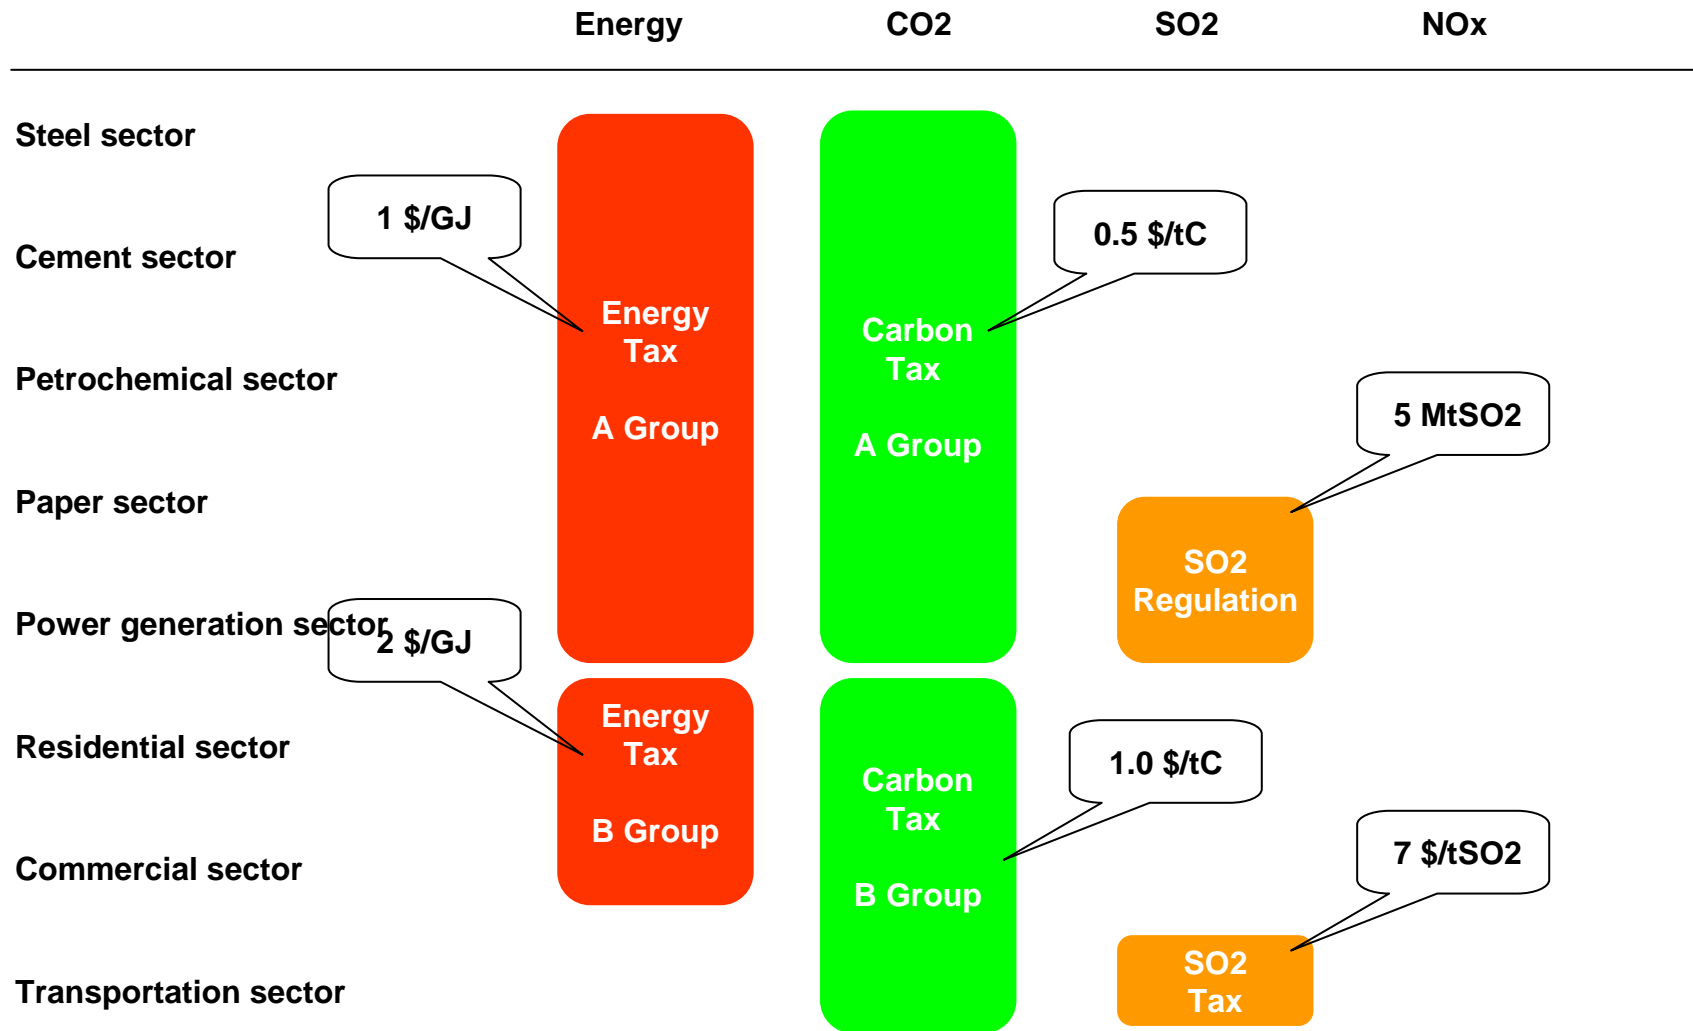 Energy CO2 SO2 NOx
Steel sector
1 $/GJ
0.5 $/tC
Cement sector
Energy
Tax
A Group
Carbon
Tax
A Group
Petrochemical sector
5 MtSO2
Paper sector
SO2
Regulation
Power generation sector
2 $/GJ
Energy
Tax
B Group
Residential sector
1.0 $/tC
Carbon
Tax
B Group
Commercial sector
7 $/tSO2
SO2
Tax
Transportation sector